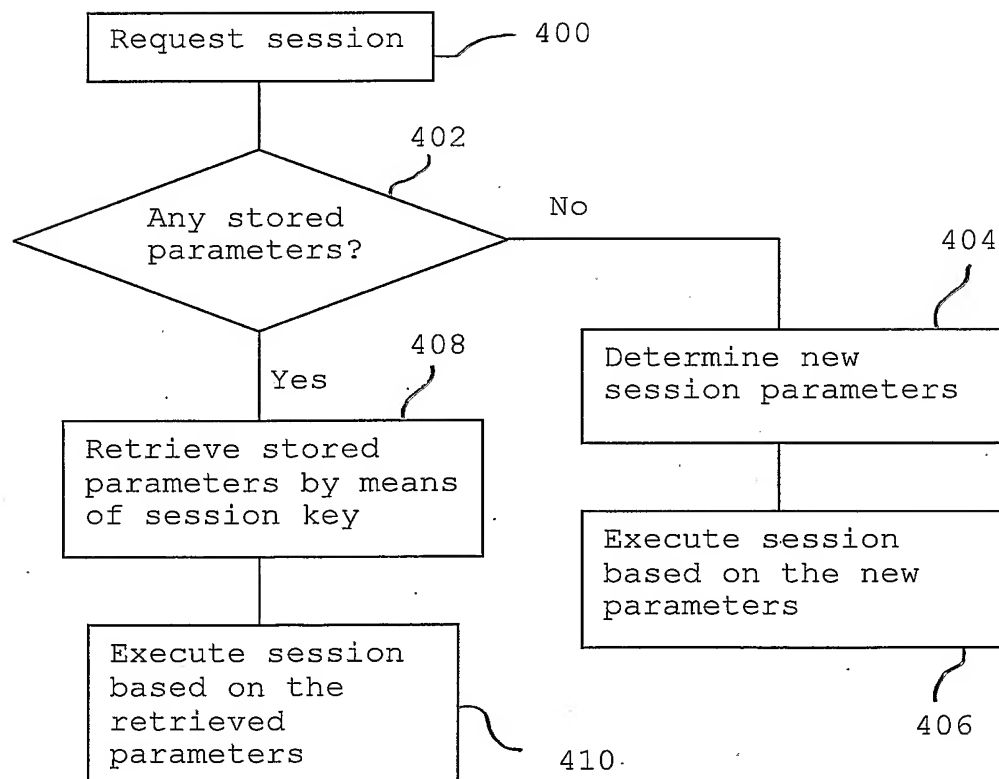 Request session
400
402
Any stored
parameters?
No
404
Yes
408
Determine new
session parameters
Retrieve stored
parameters by means
of session key
Execute session
based on the new
parameters
406
Execute session
based on the
retrieved
parameters
410